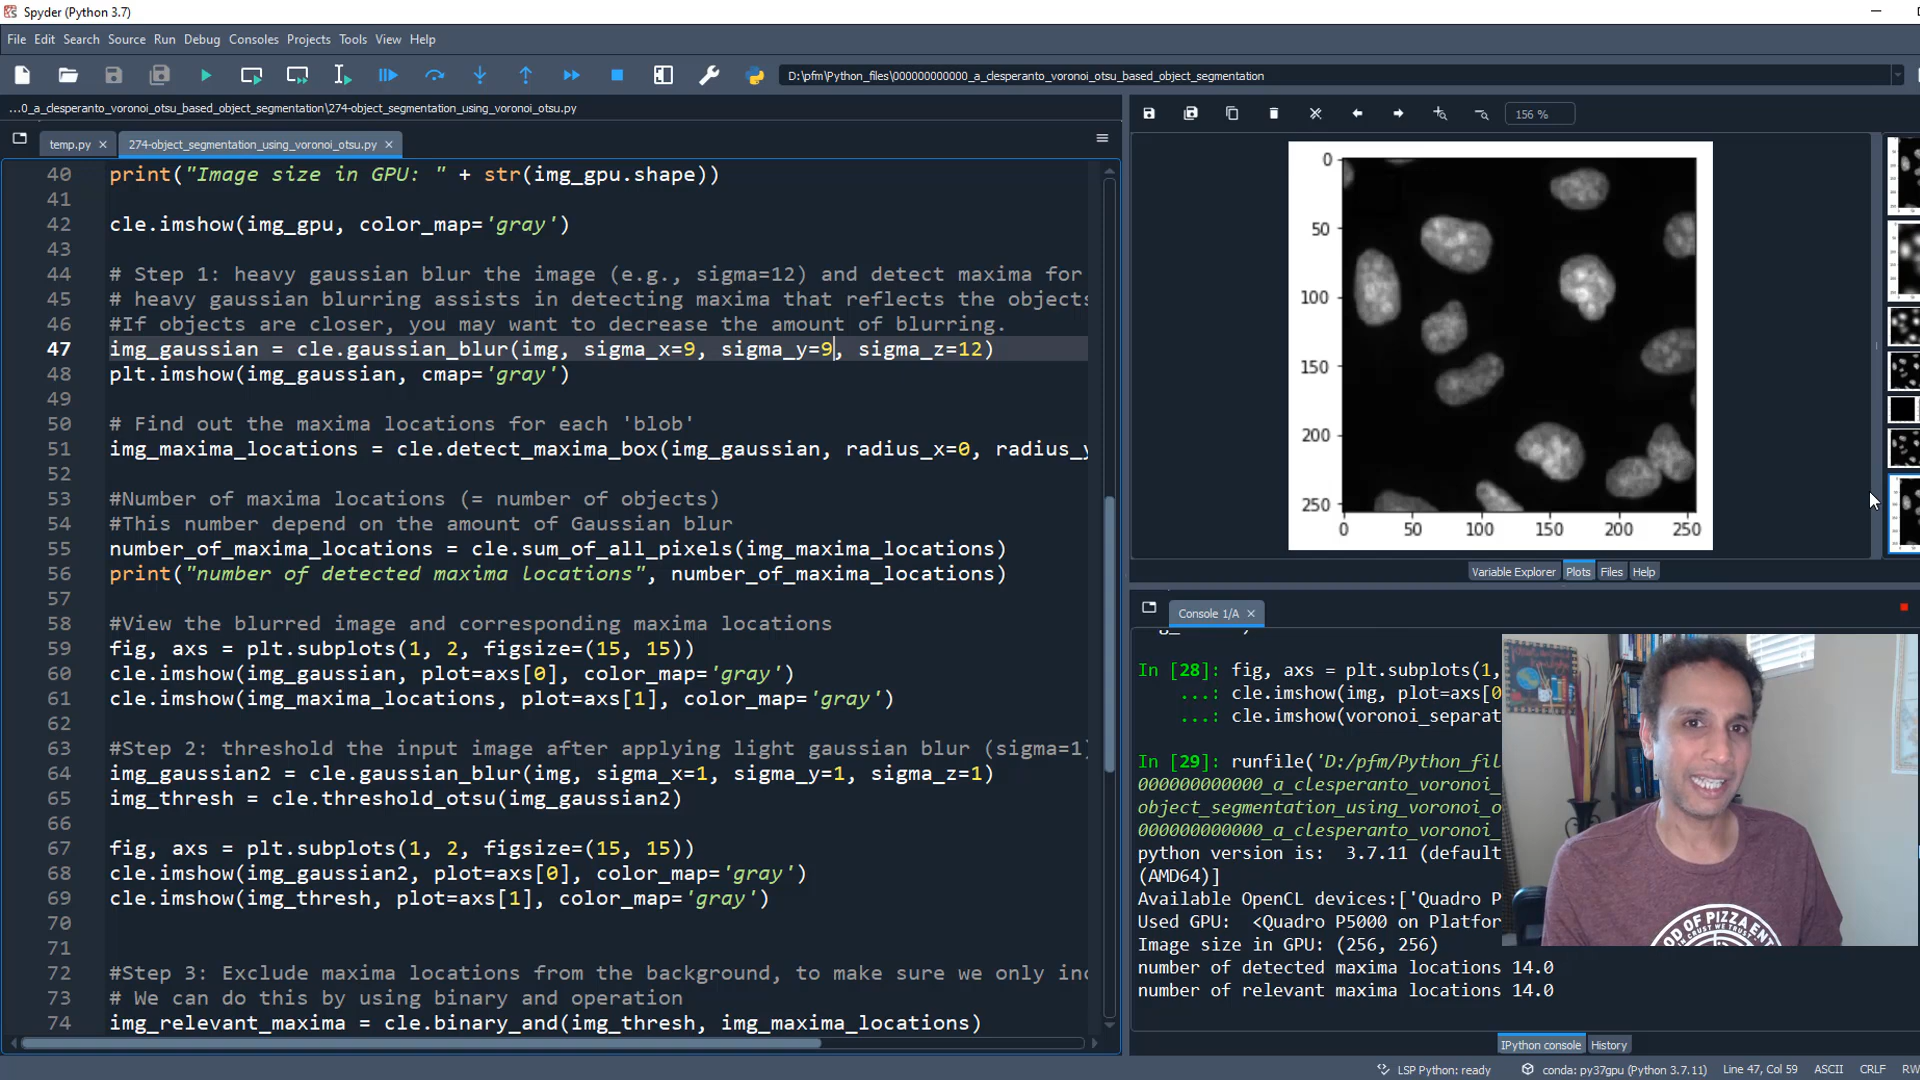 Spyder (Python 3.7)
File Edit Search Source Run Debug Consoles Projects Tools View Help
D:\pfm\Python_files\000000000000_a_clesperanto_voronoi_otsu_based_object_segmentation
...0_a_clesperanto_voronoi_otsu_based_object_segmentation\274-object_segmentation_using_voronoi_otsu.py
temp.py
274-object_segmentation_using_voronoi_otsu.py
40 print("Image size in GPU: " + str(img_gpu.shape))
41
42 cle.imshow(img_gpu, color_map='gray')
43
44 # Step 1: heavy gaussian blur the image (e.g., sigma=12) and detect maxima for
45 # heavy gaussian blurring assists in detecting maxima that reflects the objects
46 #If objects are closer, you may want to decrease the amount of blurring.
47 img_gaussian = cle.gaussian_blur(img, sigma_x=9, sigma_y=9, sigma_z=12)
48 plt.imshow(img_gaussian, cmap='gray')
49
50 # Find out the maxima locations for each 'blob'
51 img_maxima_locations = cle.detect_maxima_box(img_gaussian, radius_x=0, radius_y
52
53 #Number of maxima locations (= number of objects)
54 #This number depend on the amount of Gaussian blur
55 number_of_maxima_locations = cle.sum_of_all_pixels(img_maxima_locations)
56 print("number of detected maxima locations", number_of_maxima_locations)
57
58 #View the blurred image and corresponding maxima locations
59 fig, axs = plt.subplots(1, 2, figsize=(15, 15))
60 cle.imshow(img_gaussian, plot=axs[0], color_map='gray')
61 cle.imshow(img_maxima_locations, plot=axs[1], color_map='gray')
62
63 #Step 2: threshold the input image after applying light gaussian blur (sigma=1)
64 img_gaussian2 = cle.gaussian_blur(img, sigma_x=1, sigma_y=1, sigma_z=1)
65 img_thresh = cle.threshold_otsu(img_gaussian2)
66
67 fig, axs = plt.subplots(1, 2, figsize=(15, 15))
68 cle.imshow(img_gaussian2, plot=axs[0], color_map='gray')
69 cle.imshow(img_thresh, plot=axs[1], color_map='gray')
70
71
72 #Step 3: Exclude maxima locations from the background, to make sure we only inc
73 # We can do this by using binary and operation
74 img_relevant_maxima = cle.binary_and(img_thresh, img_maxima_locations)
156 %
0
50
100
150
200
250
0 50 100 150 200 250
Variable Explorer Plots Files Help
Console 1/A
In [28]: fig, axs = plt.subplots(1,
...: cle.imshow(img, plot=axs[0
...: cle.imshow(voronoi_separat
In [29]: runfile('D:/pfm/Python_fil
000000000000_a_clesperanto_voronoi_
object_segmentation_using_voronoi_o
000000000000_a_clesperanto_voronoi_
python version is: 3.7.11 (default
(AMD64)]
Available OpenCL devices:['Quadro P
Used GPU: <Quadro P5000 on Platfor
Image size in GPU: (256, 256)
number of detected maxima locations 14.0
number of relevant maxima locations 14.0
IPython console History
LSP Python: ready conda: py37gpu (Python 3.7.11) Line 47, Col 59 ASCII CRLF RW